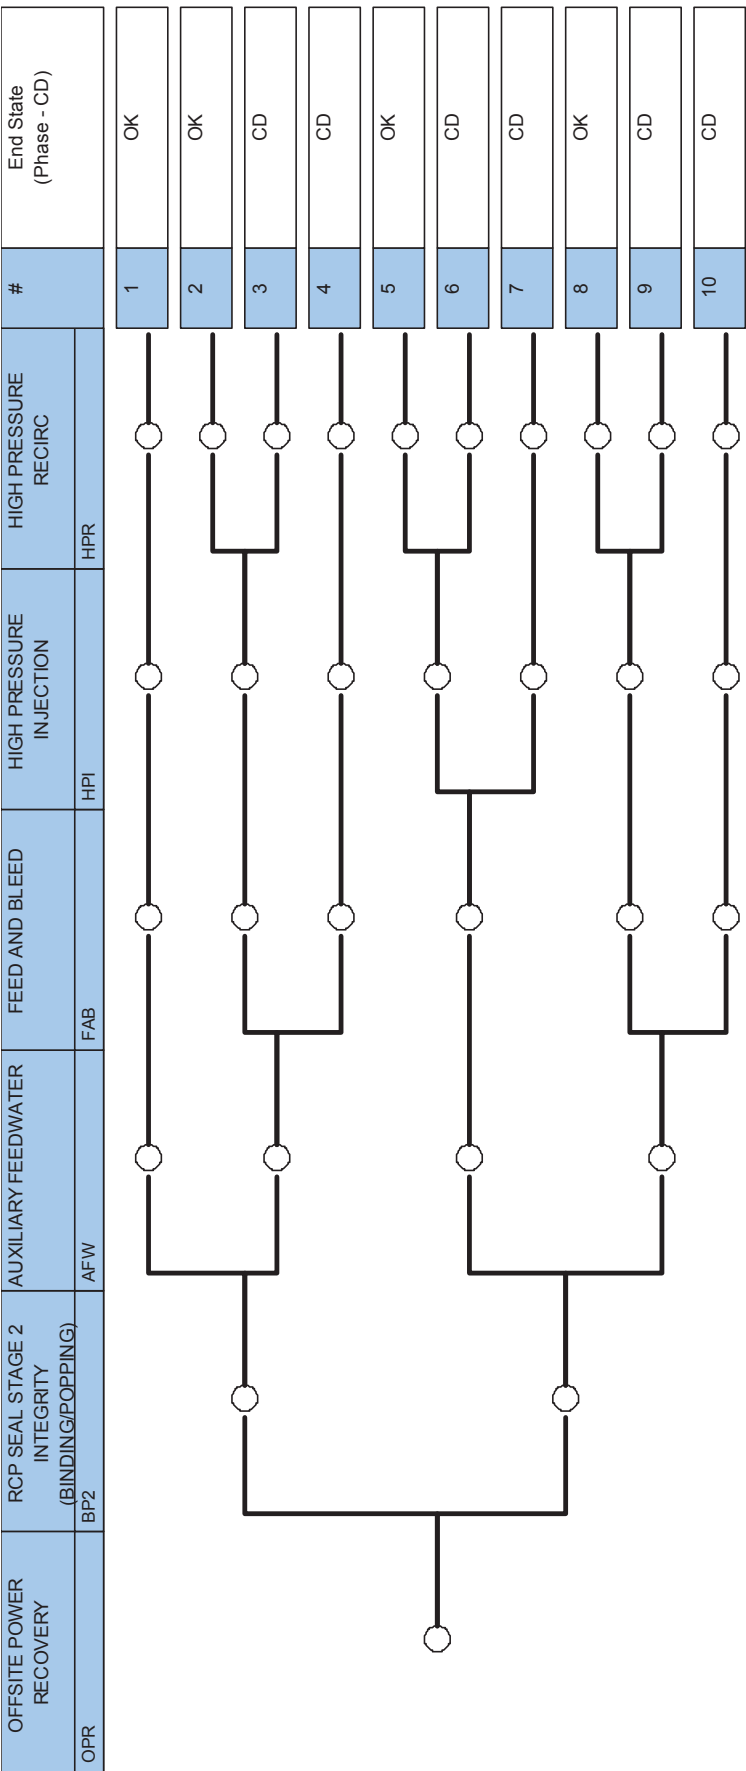 OFFSITE POWER
RECOVERY
OPR
RCP SEAL STAGE 2
INTEGRITY
(BINDING/POPPING)
BP2
AUXILIARY FEEDWATER
AFW
FEED AND BLEED
FAB
HIGH PRESSURE
INJECTION
HPI
HIGH PRESSURE
RECIRC
HPR
#
End State
(Phase - CD)
1 OK
2 OK
3 CD
4 CD
5 OK
6 CD
7 CD
8 OK
9 CD
10 CD